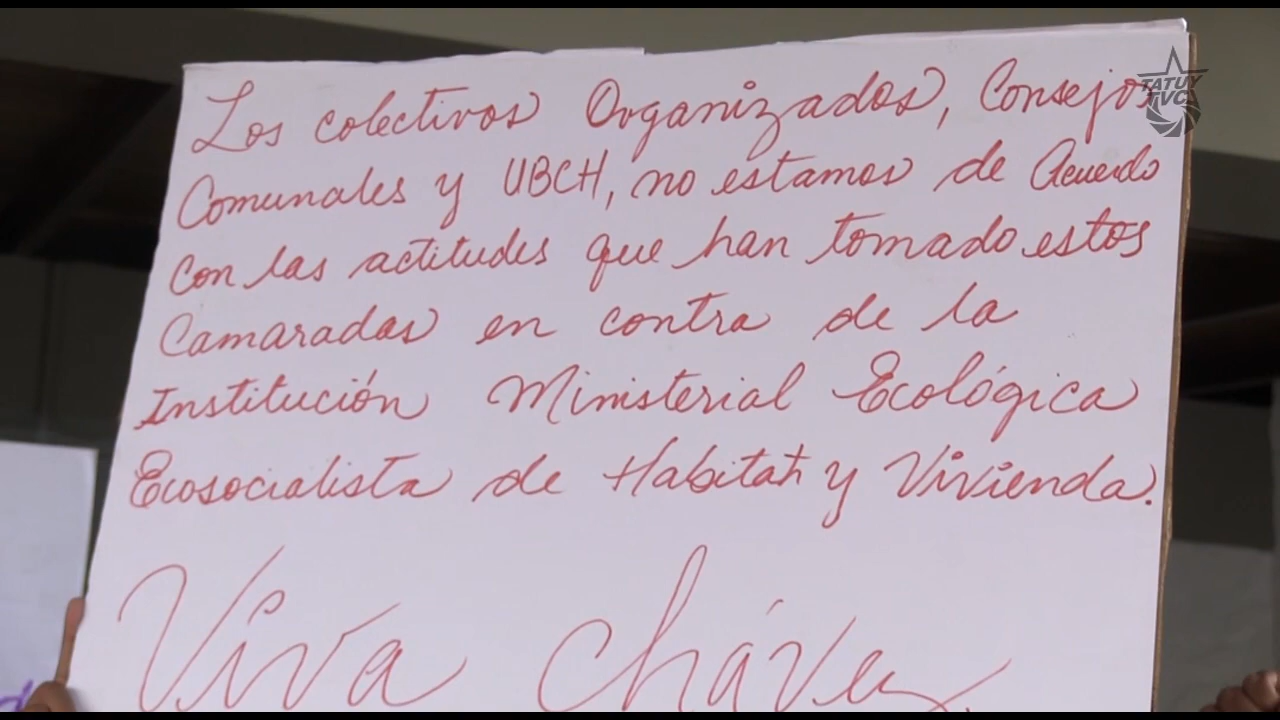 Los colectivos Organizados, Consejos
Comunales y UBCH, no estamos de Acuerdo
con las actitudes que han tomado estos
Camaradas en contra de la
Institución Ministerial Ecológica
Ecosocialista de Habitat y Vivienda.
Viva Chávez.
TATUY
TVC